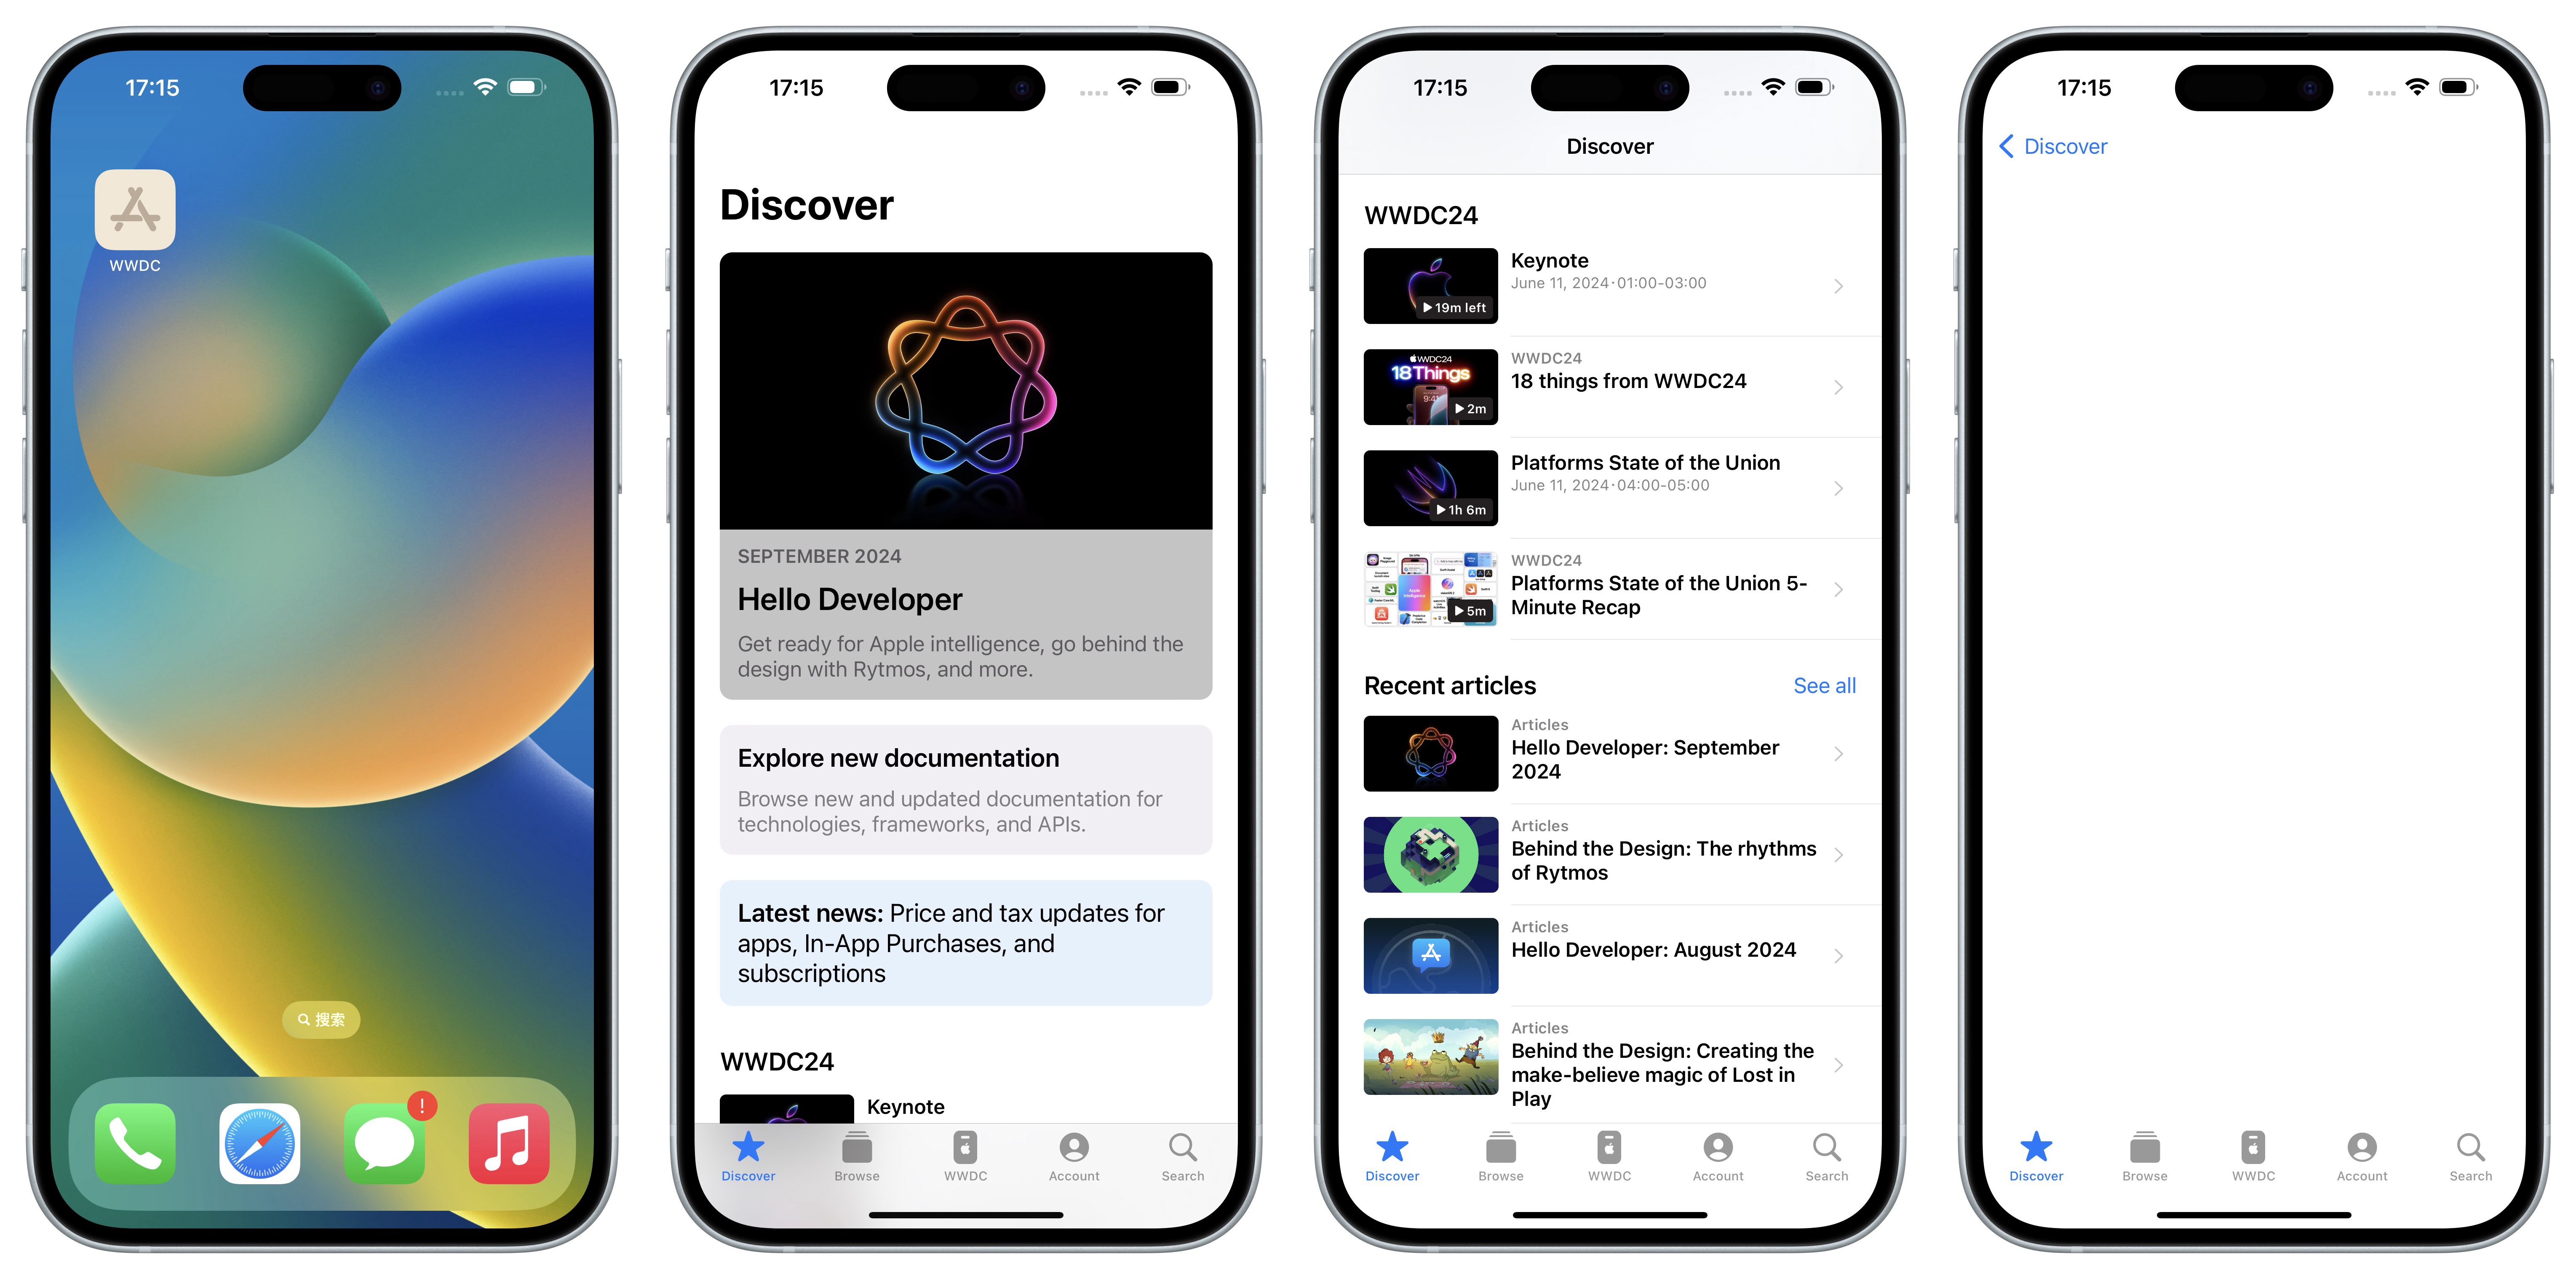 17:15
WWDC
搜索
!
17:15
Discover
SEPTEMBER 2024
Hello Developer
Get ready for Apple intelligence, go behind the
design with Rytmos, and more.
Explore new documentation
Browse new and updated documentation for
technologies, frameworks, and APIs.
Latest news: Price and tax updates for
apps, In-App Purchases, and
subscriptions
WWDC24
Keynote
Discover
Browse
WWDC
Account
Search
17:15
Discover
WWDC24
Keynote
June 11, 2024·01:00-03:00
19m left
WWDC24
18 Things
9:41
2m
WWDC24
18 things from WWDC24
Platforms State of the Union
June 11, 2024·04:00-05:00
1h 6m
WWDC24
Platforms State of the Union 5-
Minute Recap
5m
Recent articles
See all
Articles
Hello Developer: September
2024
Articles
Behind the Design: The rhythms
of Rytmos
Articles
Hello Developer: August 2024
Articles
Behind the Design: Creating the
make-believe magic of Lost in
Play
Discover
Browse
WWDC
Account
Search
17:15
Discover
Discover
Browse
WWDC
Account
Search